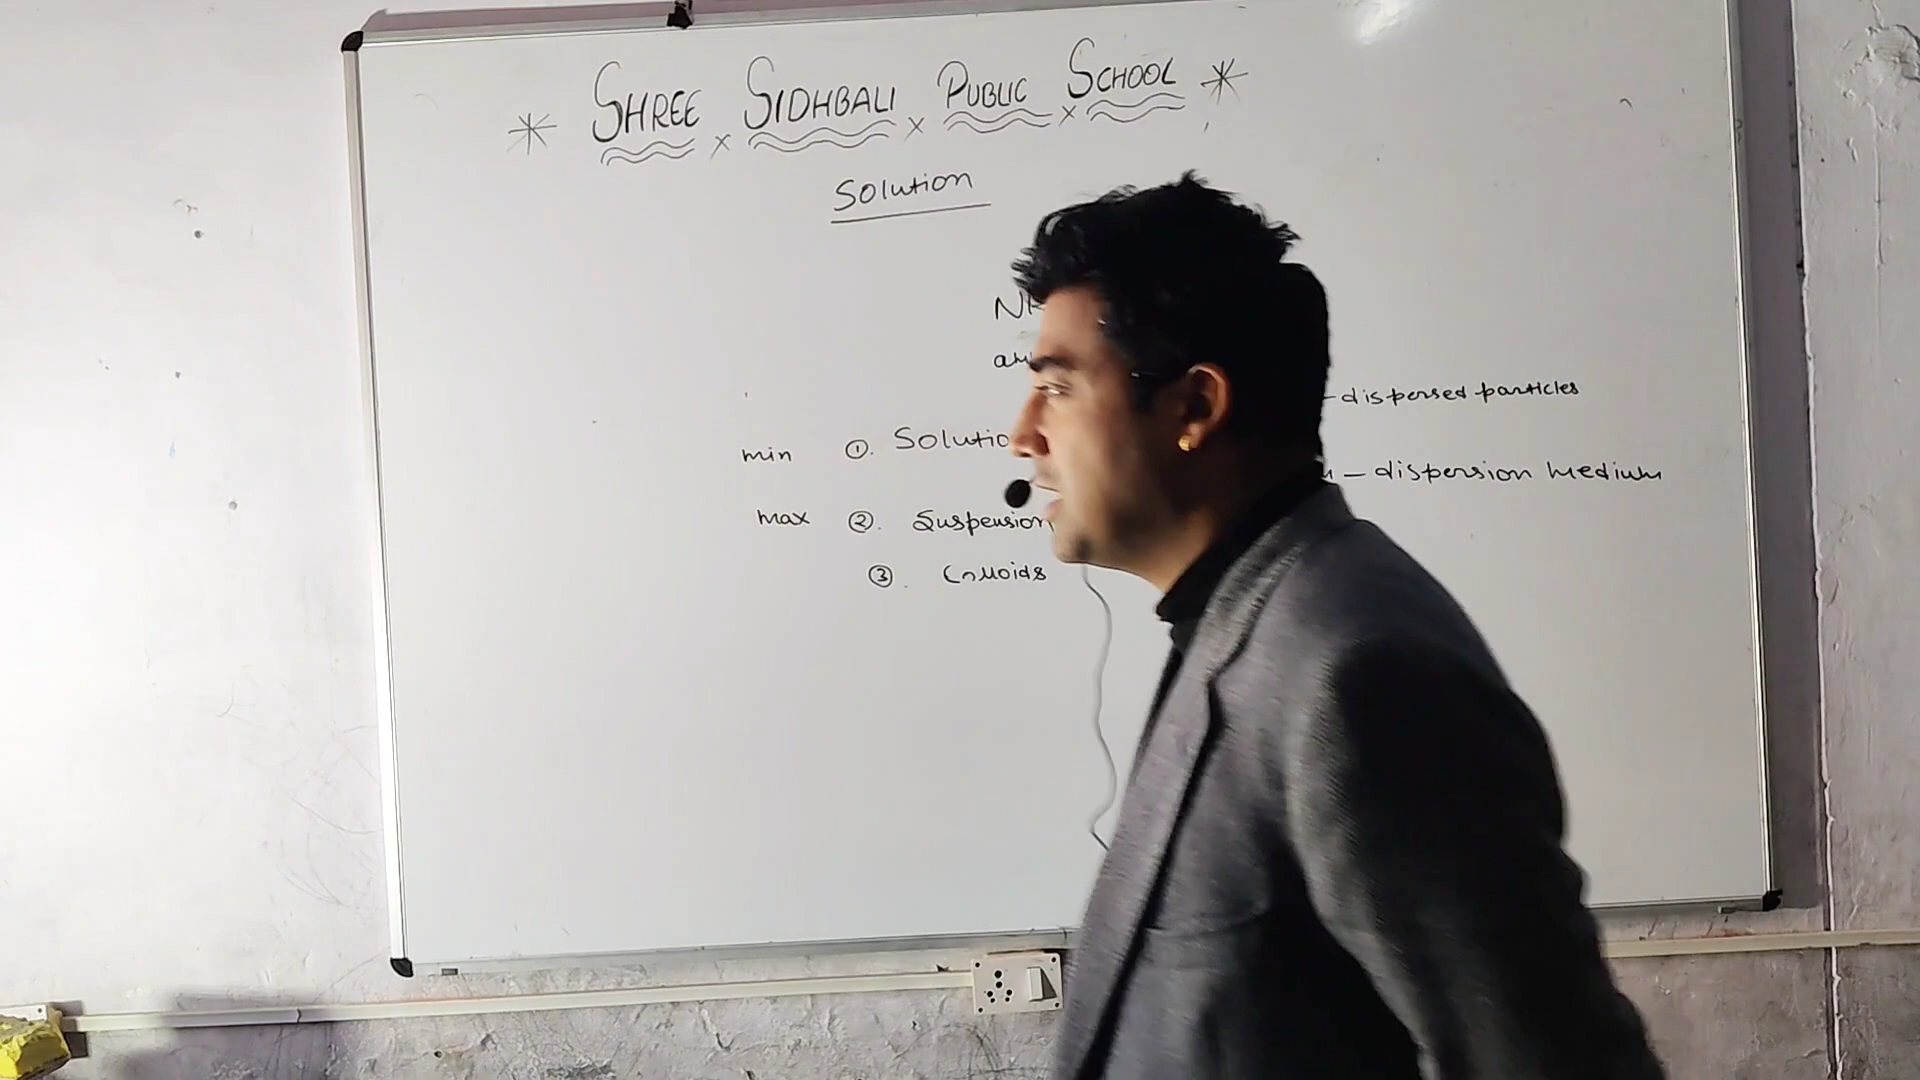 SHREE SIDHBALI PUBLIC SCHOOL
Solution
dispersed particles
min ①. Solutio
– dispersion medium
max ②. Suspension
③. Colloids